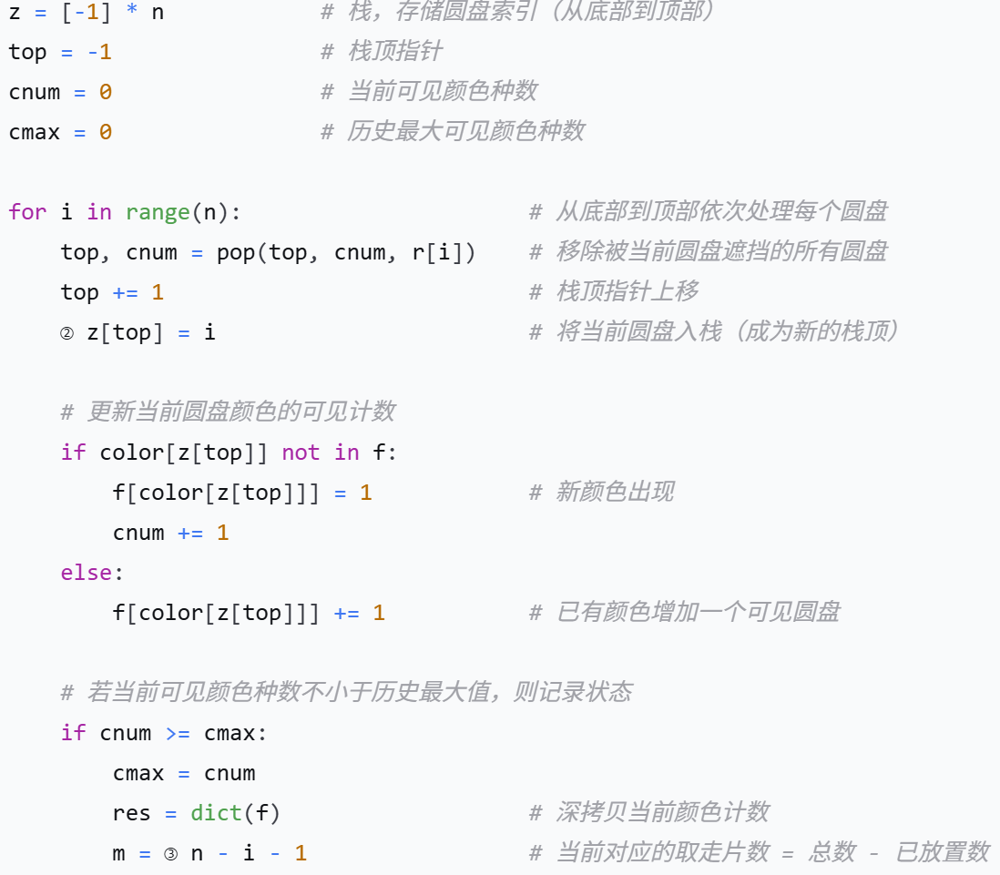 z = [-1] * n            # 栈，存储圆盘索引（从底部到顶部）
top = -1                # 栈顶指针
cnum = 0                # 当前可见颜色种数
cmax = 0                # 历史最大可见颜色种数
for i in range(n):                      # 从底部到顶部依次处理每个圆盘
    top, cnum = pop(top, cnum, r[i])    # 移除被当前圆盘遮挡的所有圆盘
    top += 1                            # 栈顶指针上移
    ② z[top] = i                        # 将当前圆盘入栈（成为新的栈顶）
    # 更新当前圆盘颜色的可见计数
    if color[z[top]] not in f:
        f[color[z[top]]] = 1            # 新颜色出现
        cnum += 1
    else:
        f[color[z[top]]] += 1           # 已有颜色增加一个可见圆盘
    # 若当前可见颜色种数不小于历史最大值，则记录状态
    if cnum >= cmax:
        cmax = cnum
        res = dict(f)                   # 深拷贝当前颜色计数
        m = ③ n - i - 1                 # 当前对应的取走片数 = 总数 - 已放置数